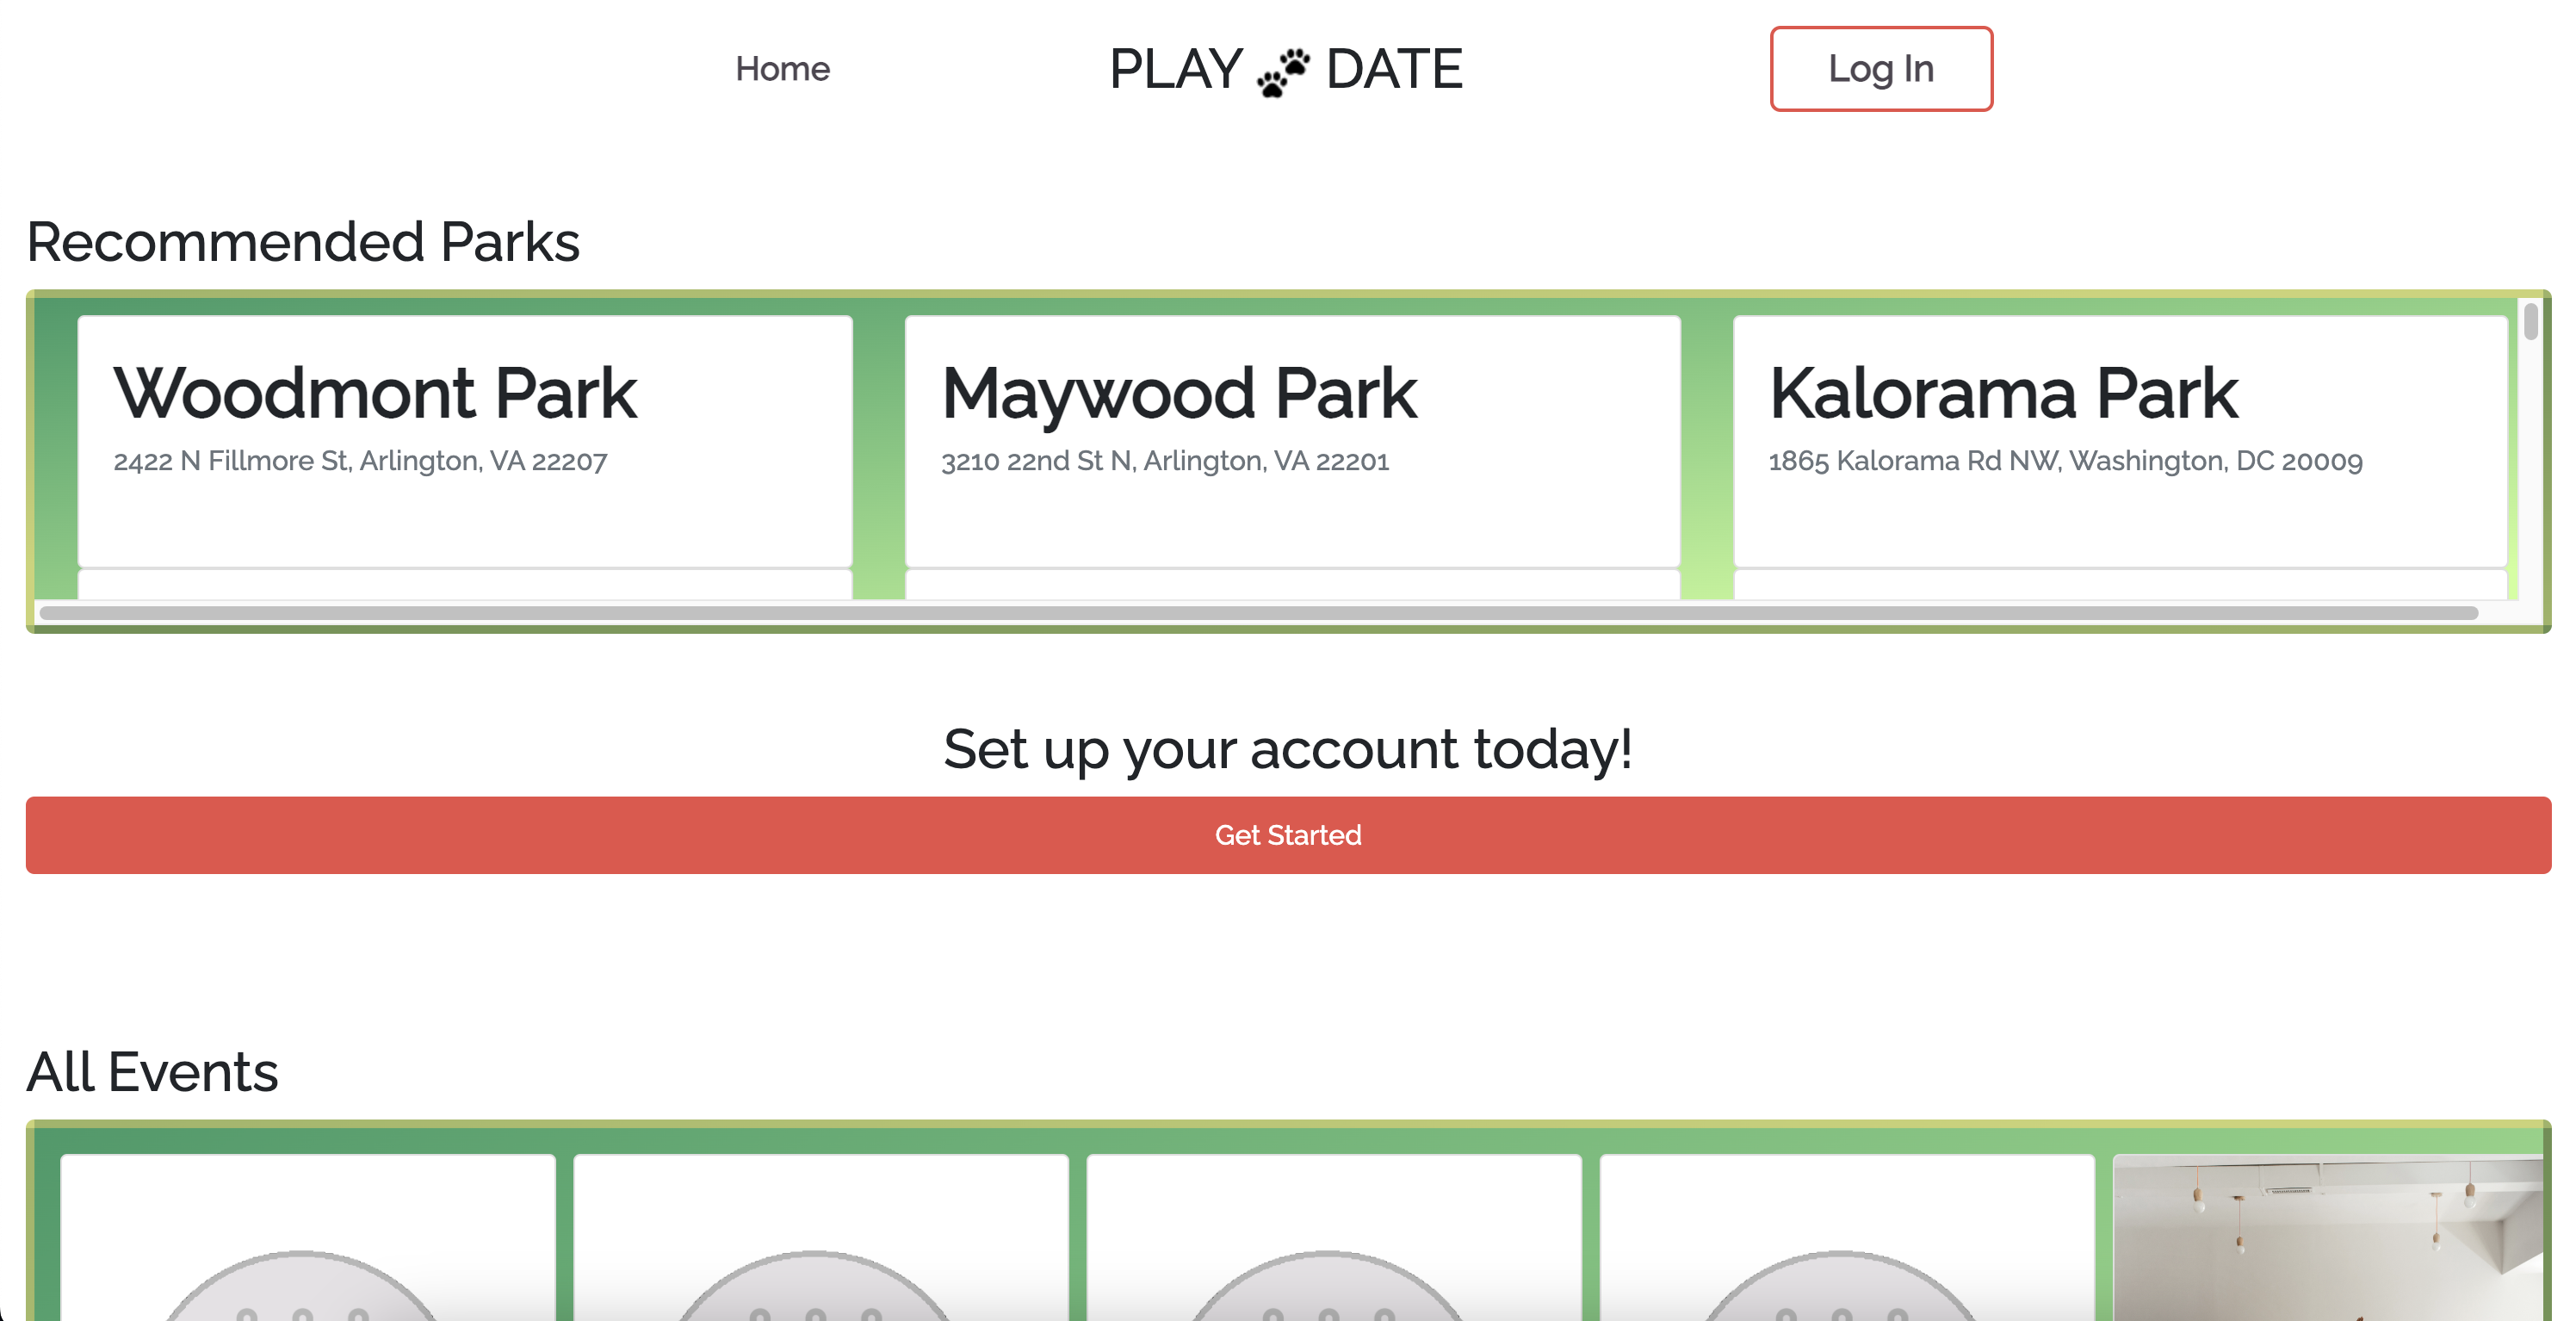 Home
PLAY DATE
Log In
Recommended Parks
Woodmont Park
2422 N Fillmore St, Arlington, VA 22207
Maywood Park
3210 22nd St N, Arlington, VA 22201
Kalorama Park
1865 Kalorama Rd NW, Washington, DC 20009
Set up your account today!
Get Started
All Events